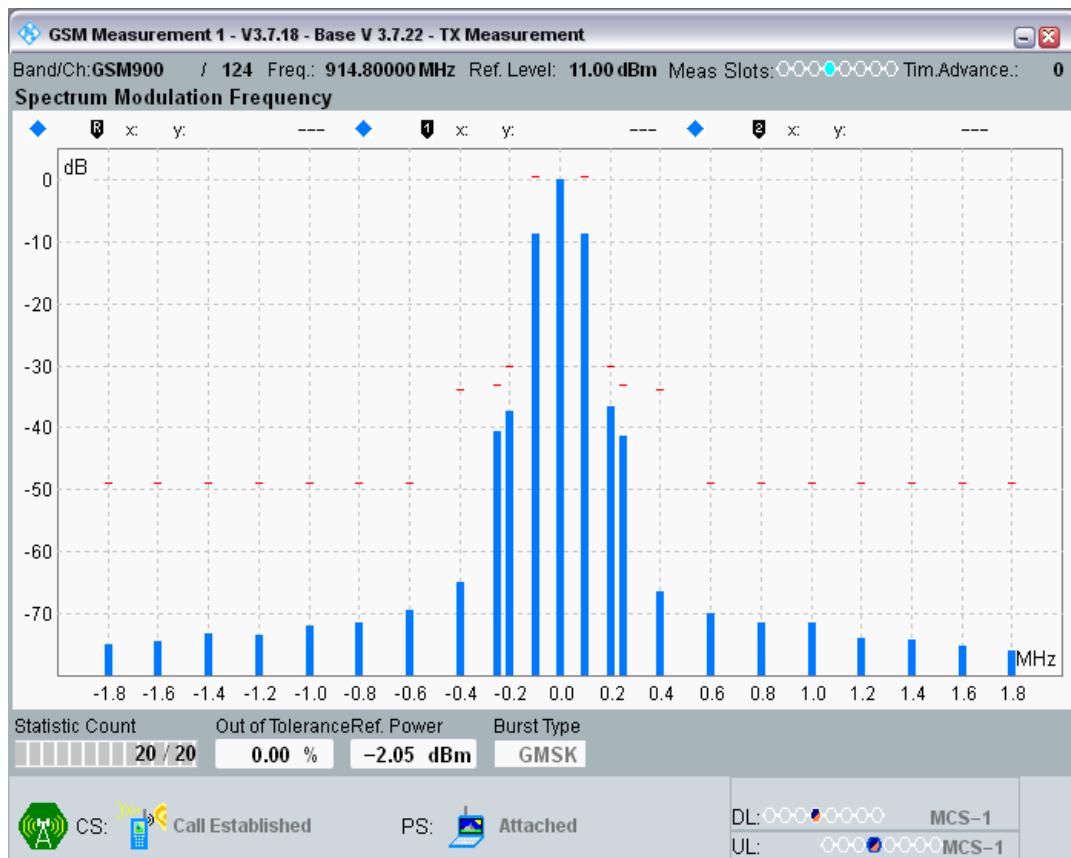 GSM Measurement 1 - V3.7.18 - Base V 3.7.22 - TX Measurement
Band/Ch:GSM900 / 124 Freq.: 914.80000 MHz Ref. Level: 11.00 dBm Meas Slots: Tim.Advance.: 0
Spectrum Modulation Frequency
R x: y: --- 1 x: y: --- 2 x: y: ---
dB
0
-10
-20
-30
-40
-50
-60
-70
MHz
-1.8 -1.6 -1.4 -1.2 -1.0 -0.8 -0.6 -0.4 -0.2 0.0 0.2 0.4 0.6 0.8 1.0 1.2 1.4 1.6 1.8
Statistic Count Out of Tolerance Ref. Power Burst Type
20 / 20 0.00 % −2.05 dBm GMSK
CS: Call Established PS: Attached
DL: MCS−1
UL: MCS−1